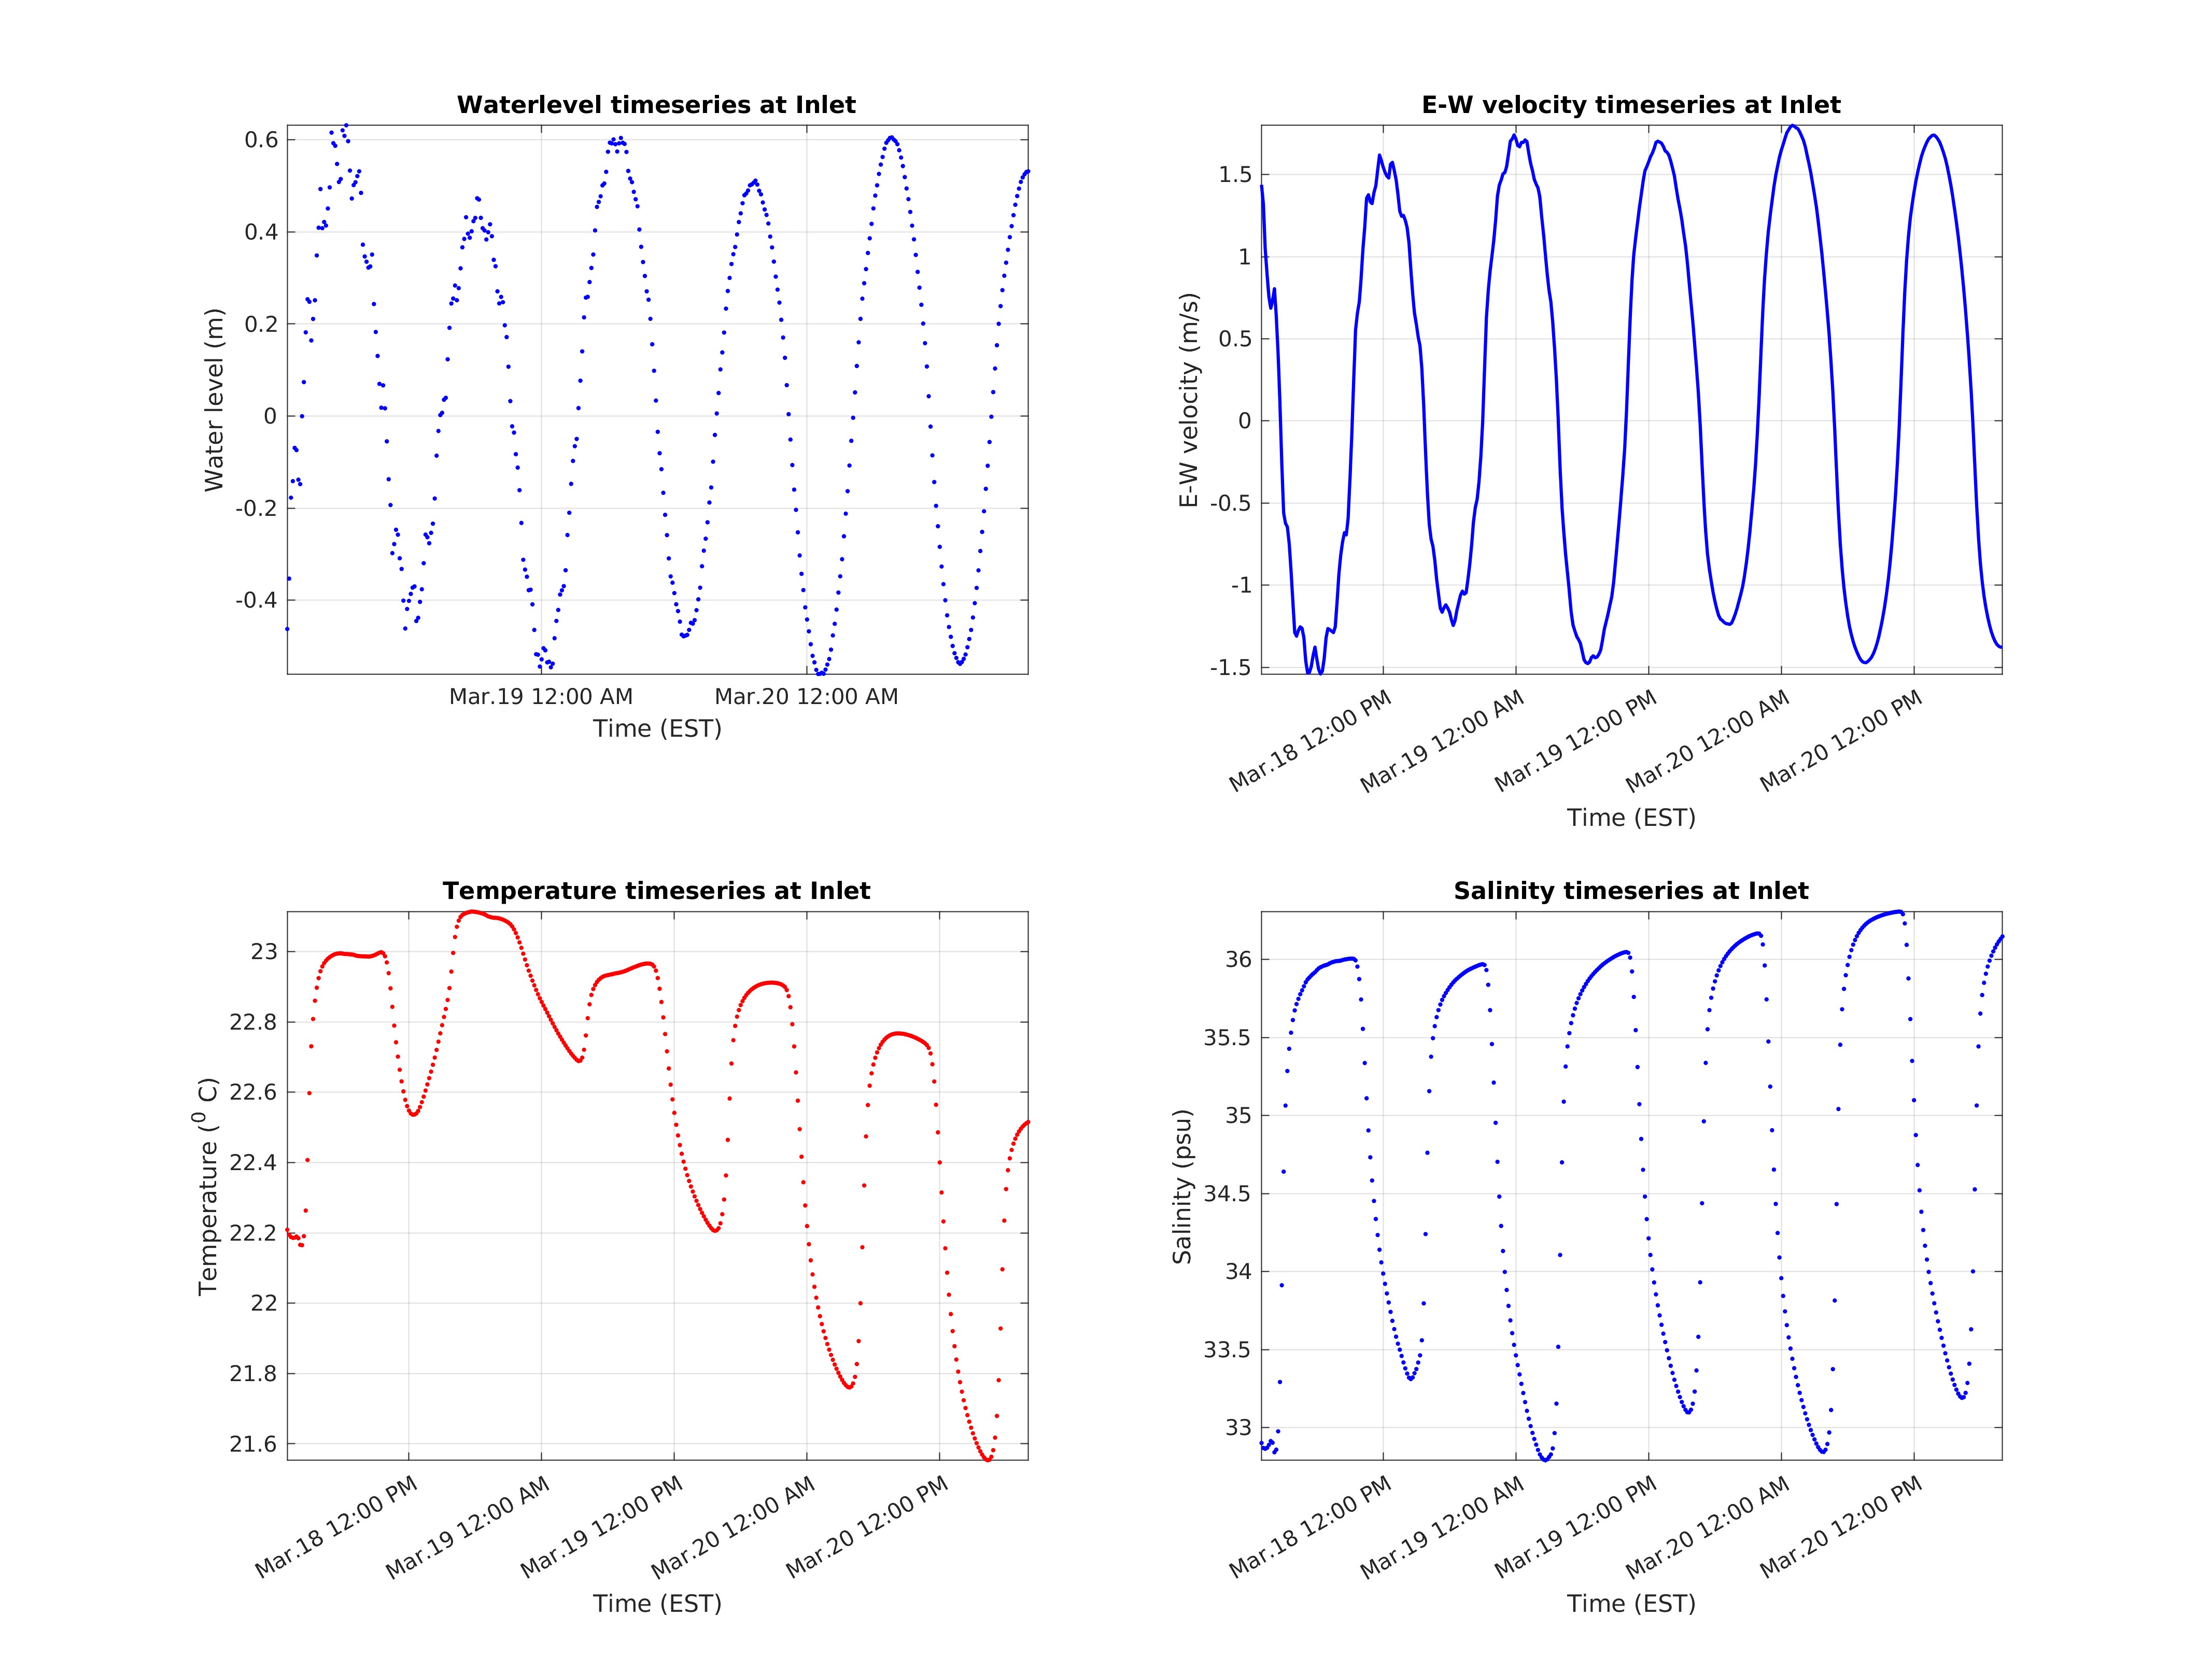 Waterlevel timeseries at Inlet
0.6
0.4
0.2
0
-0.2
-0.4
Water level (m)
Mar.19 12:00 AM
Mar.20 12:00 AM
Time (EST)
E-W velocity timeseries at Inlet
1.5
1
0.5
0
-0.5
-1
-1.5
E-W velocity (m/s)
Mar.18 12:00 PM
Mar.19 12:00 AM
Mar.19 12:00 PM
Mar.20 12:00 AM
Mar.20 12:00 PM
Time (EST)
Temperature timeseries at Inlet
23
22.8
22.6
22.4
22.2
22
21.8
21.6
Temperature (⁰ C)
Mar.18 12:00 PM
Mar.19 12:00 AM
Mar.19 12:00 PM
Mar.20 12:00 AM
Mar.20 12:00 PM
Time (EST)
Salinity timeseries at Inlet
36
35.5
35
34.5
34
33.5
33
Salinity (psu)
Mar.18 12:00 PM
Mar.19 12:00 AM
Mar.19 12:00 PM
Mar.20 12:00 AM
Mar.20 12:00 PM
Time (EST)